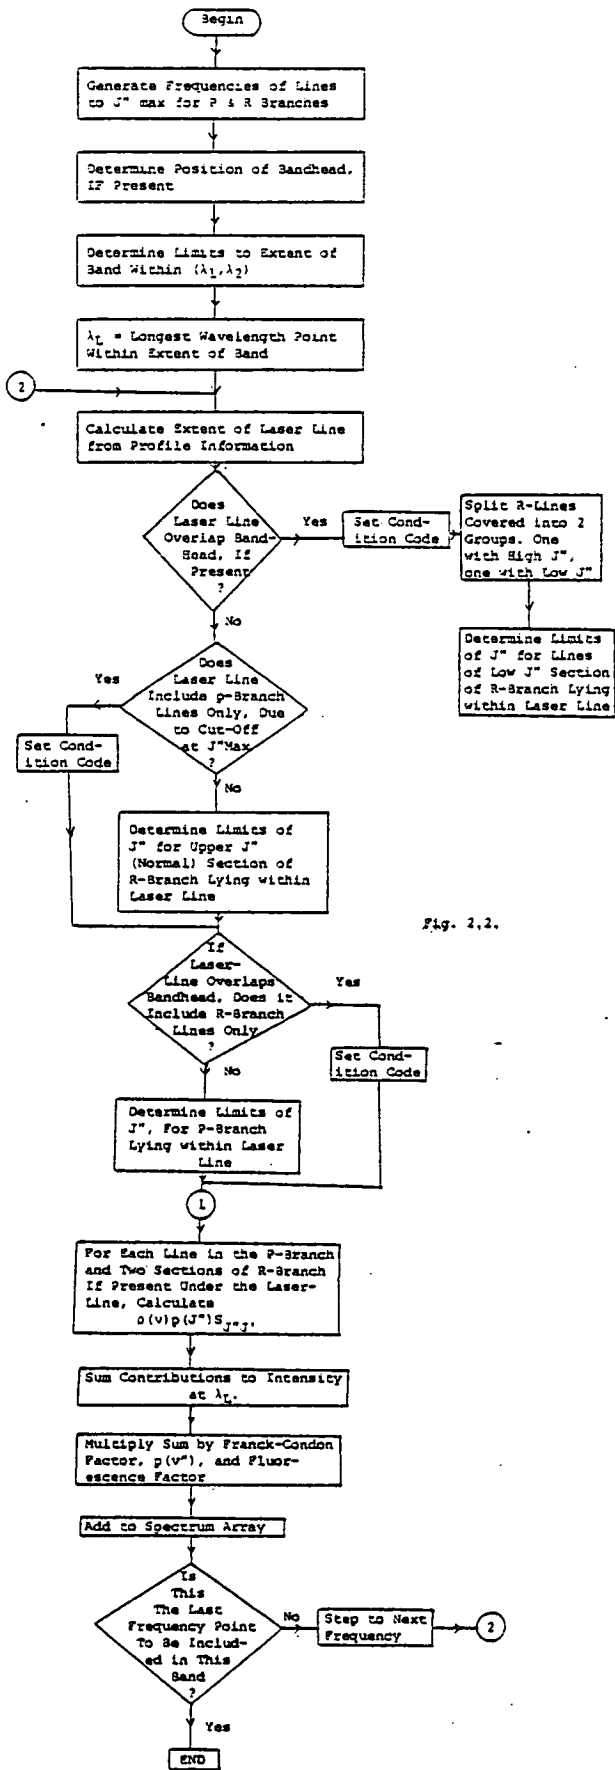 Begin
Generate Frequencies of Lines
to J" max for P & R Branches
Determine Position of Bandhead,
IF Present
Determine Limits to Extent of
Band Within (λ₁,λ₂)
λL = Longest Wavelength Point
Within Extent of Band
2
Calculate Extent of Laser Line
from Profile Information
Does
Laser Line
Overlap Band-
Head, If
Present
?
Yes
Set Cond-
ition Code
Split R-Lines
Covered into 2
Groups. One
with High J",
one with Low J"
Determine Limits
of J" for Lines
of Low J" Section
of R-Branch Lying
within Laser Line
No
Does
Laser Line
Include p-Branch
Lines Only, Due
to Cut-Off
at J"Max
?
Yes
Set Cond-
ition Code
No
Determine Limits of
J" for Upper J"
(Normal) Section of
R-Branch Lying within
Laser Line
Fig. 2.2.
If
Laser-
Line Overlaps
Bandhead, Does it
Include R-Branch
Lines Only
?
Yes
Set Cond-
ition Code
No
Determine Limits of
J", For P-Branch
Lying within Laser
Line
1
For Each Line in the P-Branch
and Two Sections of R-Branch
If Present Under the Laser-
Line, Calculate
ρ(ν)p(J")S J"J'
Sum Contributions to Intensity
at λL.
Multiply Sum by Franck-Condon
Factor, p(v"), and Fluor-
escence Factor
Add to Spectrum Array
Is
This
The Last
Frequency Point
To Be Includ-
ed in This
Band
?
No
Step to Next
Frequency
2
Yes
END